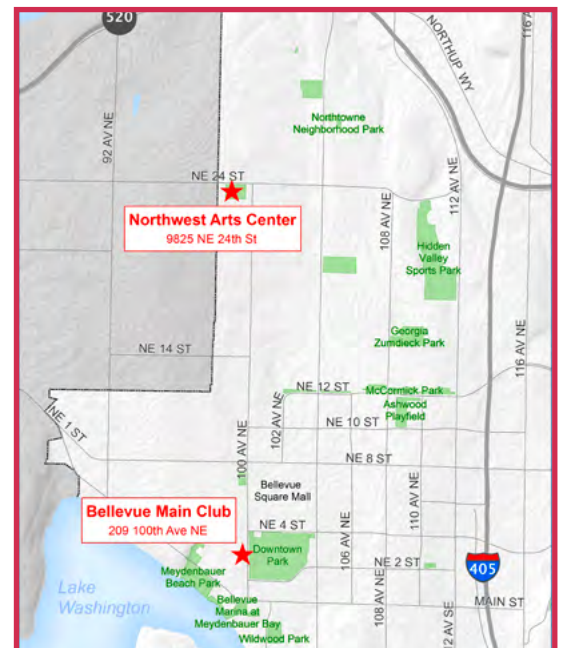 520
NORTHUP WY
116 A
Northtowne
Neighborhood Park
92 AV NE
NE 24 ST
112 AV NE
108 AV NE
Northwest Arts Center
9825 NE 24th St
Hidden
Valley
Sports Park
Georgia
Zumdieck Park
116 AV NE
NE 14 ST
NE 12 ST
McCormick Park
Ashwood
Playfield
NE 1 ST
102 AV NE
NE 10 ST
100 AV NE
NE 8 ST
Bellevue
Square Mall
110 AV NE
Bellevue Main Club
209 100th Ave NE
NE 4 ST
Downtown
Park
106 AV NE
NE 2 ST
405
Meydenbauer
Beach Park
108 AV NE
Lake
Washington
Bellevue
Marina at
Meydenbauer Bay
MAIN ST
Wildwood Park
2 AV SE